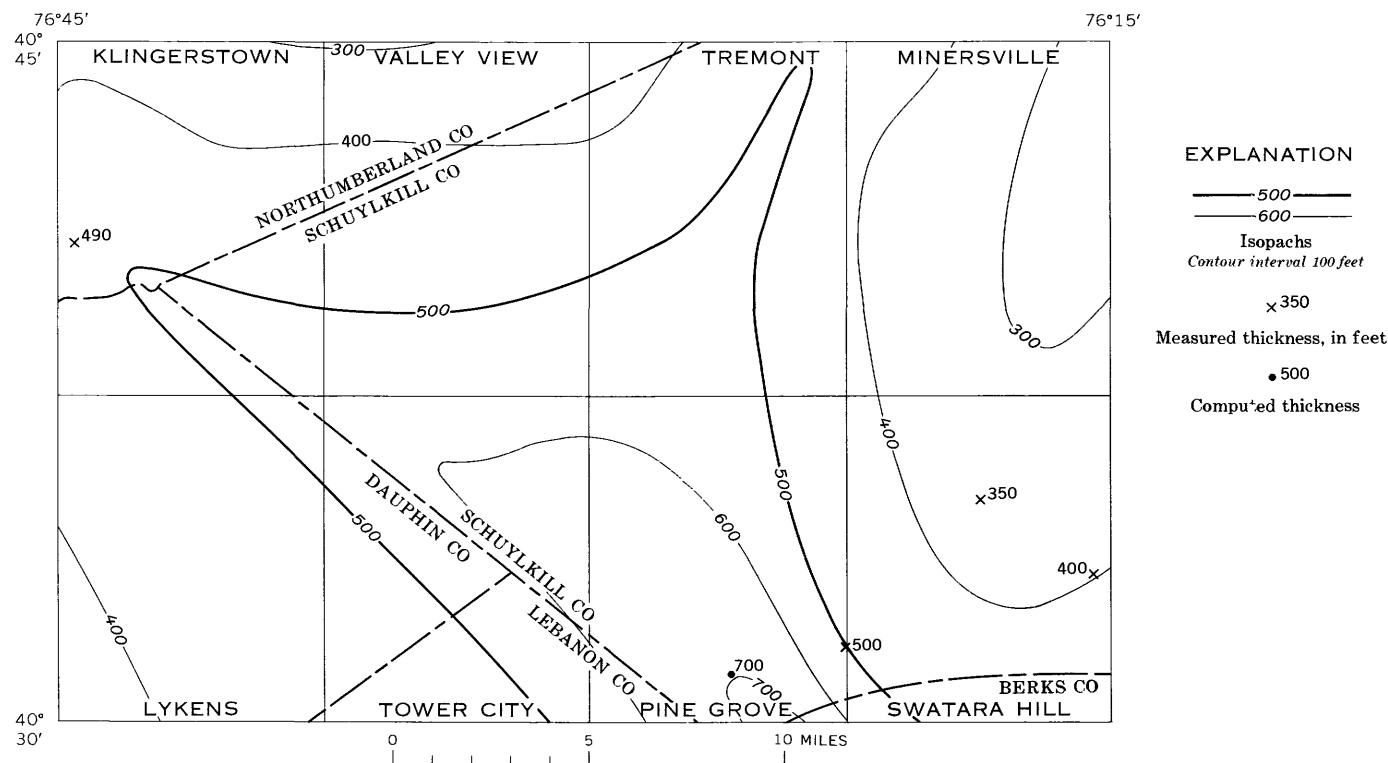 76°45′
76°15′
40°
45′
KLINGERSTOWN
VALLEY VIEW
TREMONT
MINERSVILLE
300
400
NORTHUMBERLAND CO
SCHUYLKILL CO
490
500
300
400
500
350
600
400
DAUPHIN CO
SCHUYLKILL CO
LEBANON CO
500
400
500
700
700
BERKS CO
LYKENS
TOWER CITY
PINE GROVE
SWATARA HILL
40°
30′
0
5
10 MILES
EXPLANATION
500
600
Isopachs
Contour interval 100 feet
350
Measured thickness, in feet
500
Computed thickness